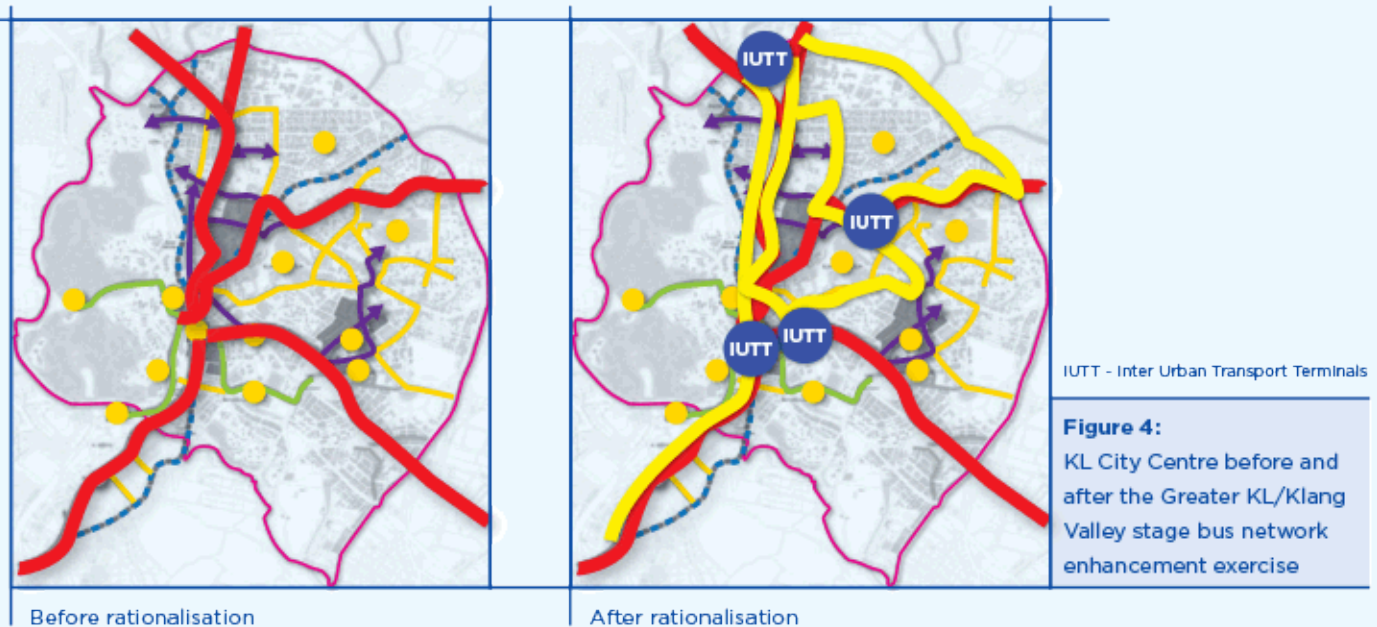 IUTT
IUTT
IUTT
IUTT
IUTT - Inter Urban Transport Terminals
Figure 4:
KL City Centre before and
after the Greater KL/Klang
Valley stage bus network
enhancement exercise
Before rationalisation
After rationalisation